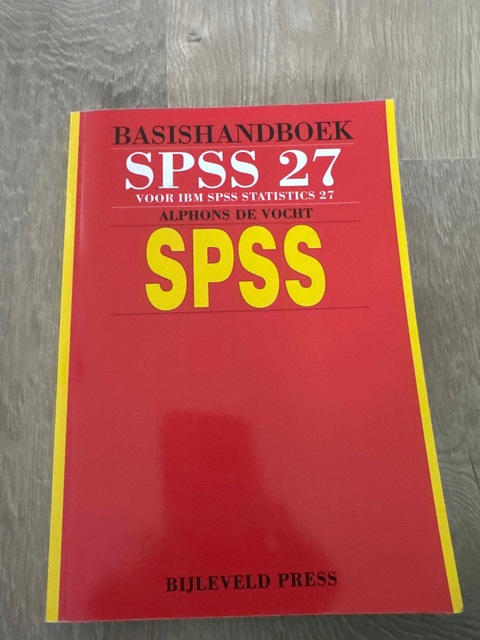 BASISHANDBOEK
SPSS 27
VOOR IBM SPSS STATISTICS 27
ALPHONS DE VOCHT
SPSS
BIJLEVELD PRESS